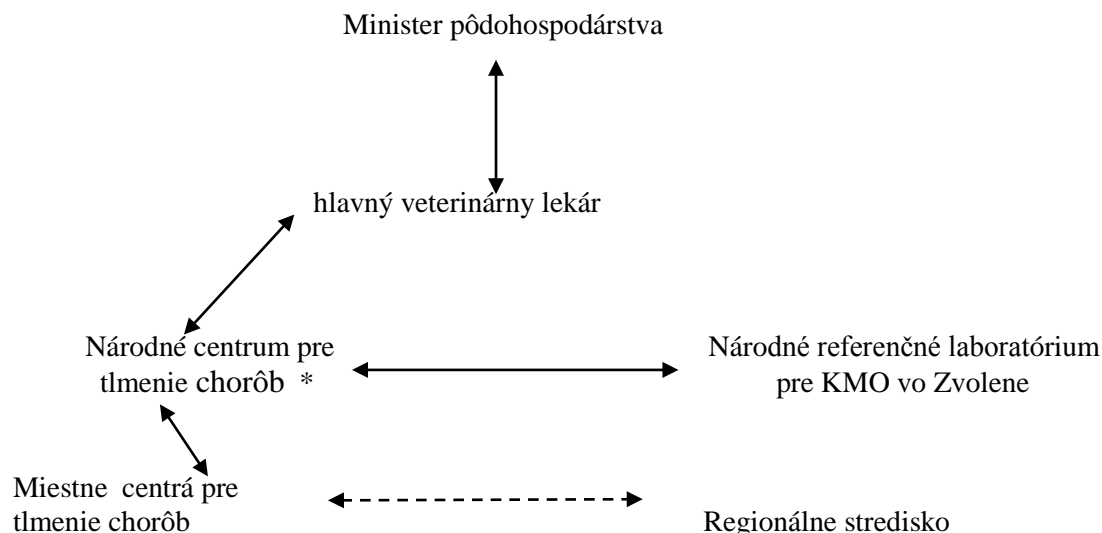 Minister pôdohospodárstva
hlavný veterinárny lekár
Národné centrum pre
tlmenie chorôb *
Národné referenčné laboratórium
pre KMO vo Zvolene
Miestne centrá pre
tlmenie chorôb
Regionálne stredisko